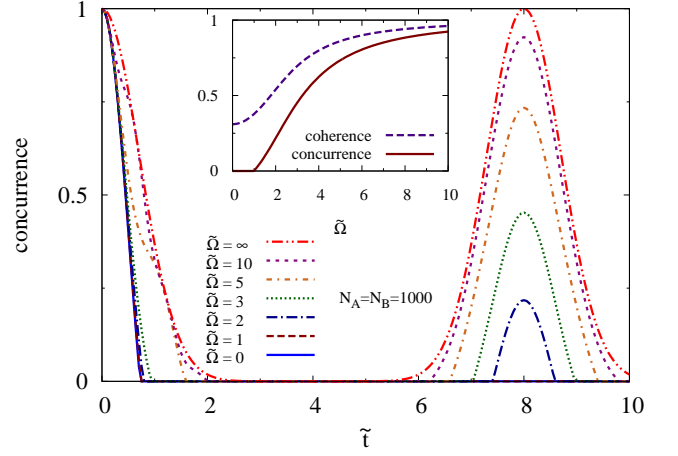 1
0.5
0
concurrence
0 2 4 6 8 10
t̃
1
0.5
0
0 2 4 6 8 10
Ω̃
coherence
concurrence
Ω̃ = ∞
Ω̃ = 10
Ω̃ = 5
Ω̃ = 3
Ω̃ = 2
Ω̃ = 1
Ω̃ = 0
N_A=N_B=1000